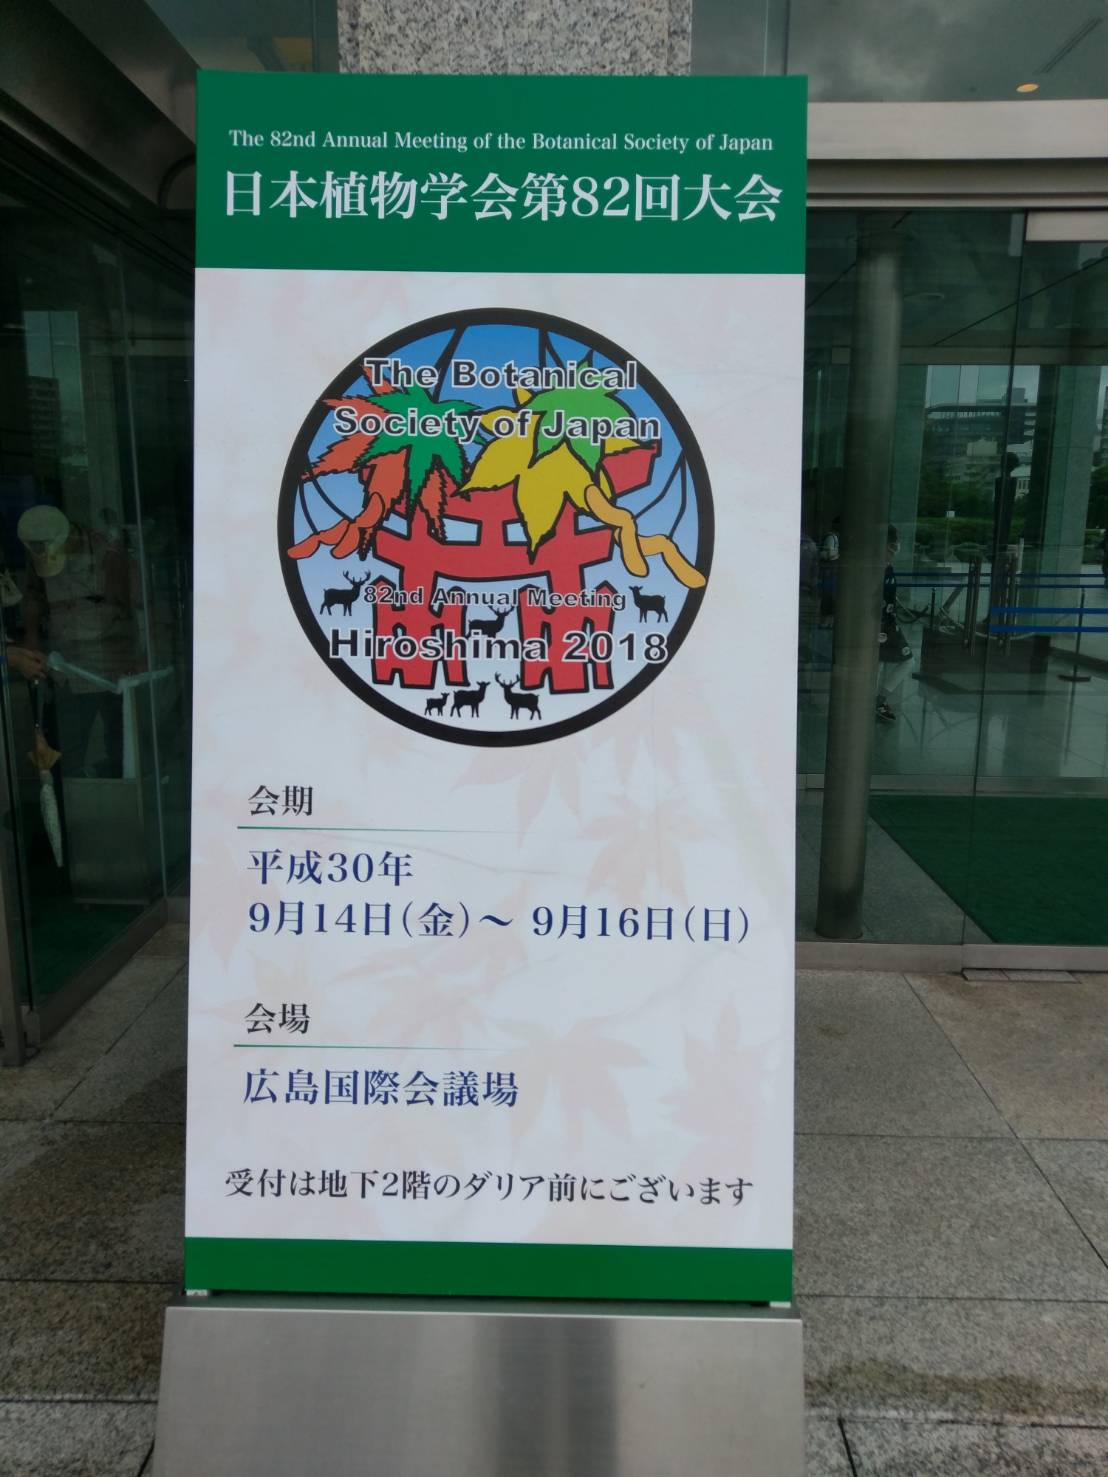 The 82nd Annual Meeting of the Botanical Society of Japan
日本植物学会第82回大会
The Botanical
Society of Japan
82nd Annual Meeting
Hiroshima 2018
会期
平成30年
9月14日(金)～ 9月16日(日)
会場
広島国際会議場
受付は地下2階のダリア前にございます